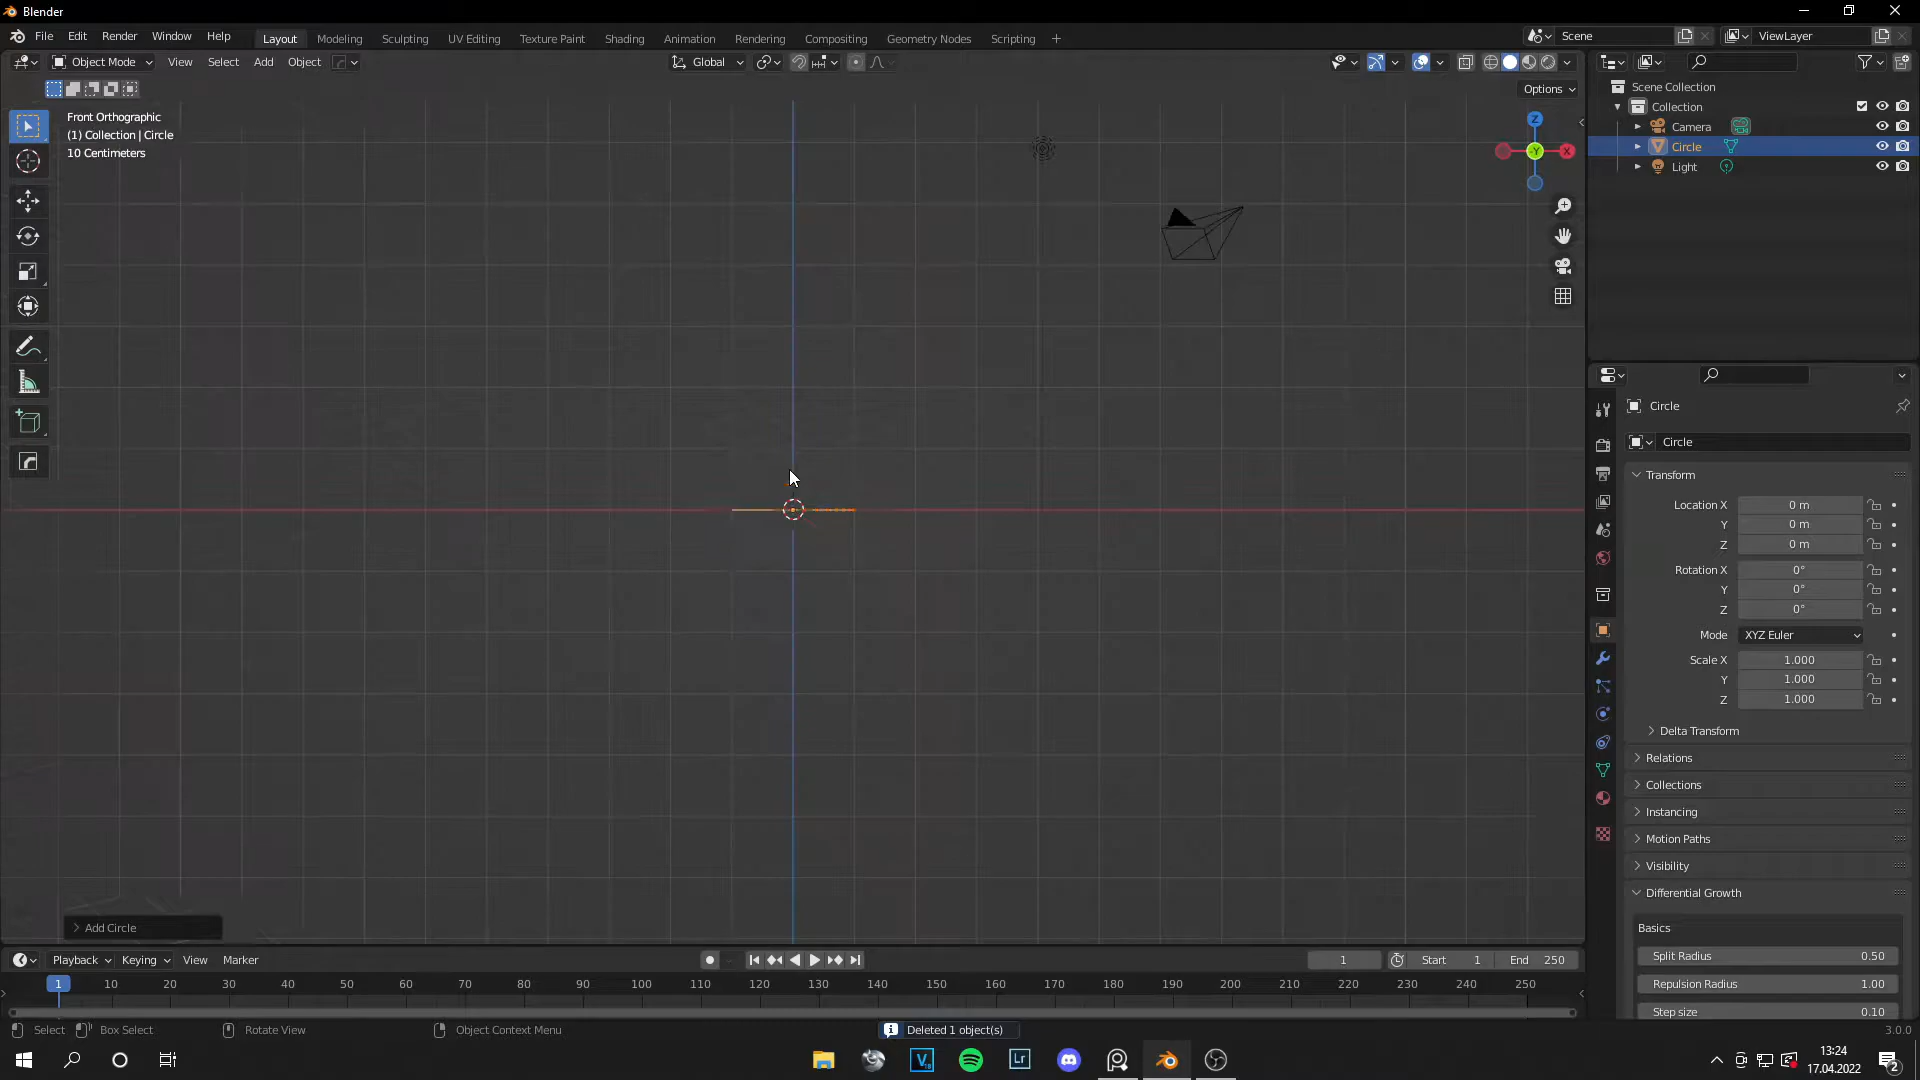 Blender
File Edit Render Window Help
Layout Modeling Sculpting UV Editing Texture Paint Shading Animation Rendering Compositing Geometry Nodes Scripting +
Scene
ViewLayer
Object Mode View Select Add Object
Global
Options
Front Orthographic
(1) Collection | Circle
10 Centimeters
Z
-Y
X
Scene Collection
Collection
Camera
Circle
Light
Circle
Circle
Transform
Location X 0 m
Y 0 m
Z 0 m
Rotation X 0°
Y 0°
Z 0°
Mode XYZ Euler
Scale X 1.000
Y 1.000
Z 1.000
Delta Transform
Relations
Collections
Instancing
Motion Paths
Visibility
Differential Growth
Basics
Split Radius 0.50
Repulsion Radius 1.00
Step size 0.10
Add Circle
Playback Keying View Marker
1
Start 1
End 250
1 10 20 30 40 50 60 70 80 90 100 110 120 130 140 150 160 170 180 190 200 210 220 230 240 250
Select Box Select Rotate View Object Context Menu
Deleted 1 object(s)
3.0.0
Lr
13:24
17.04.2022
2